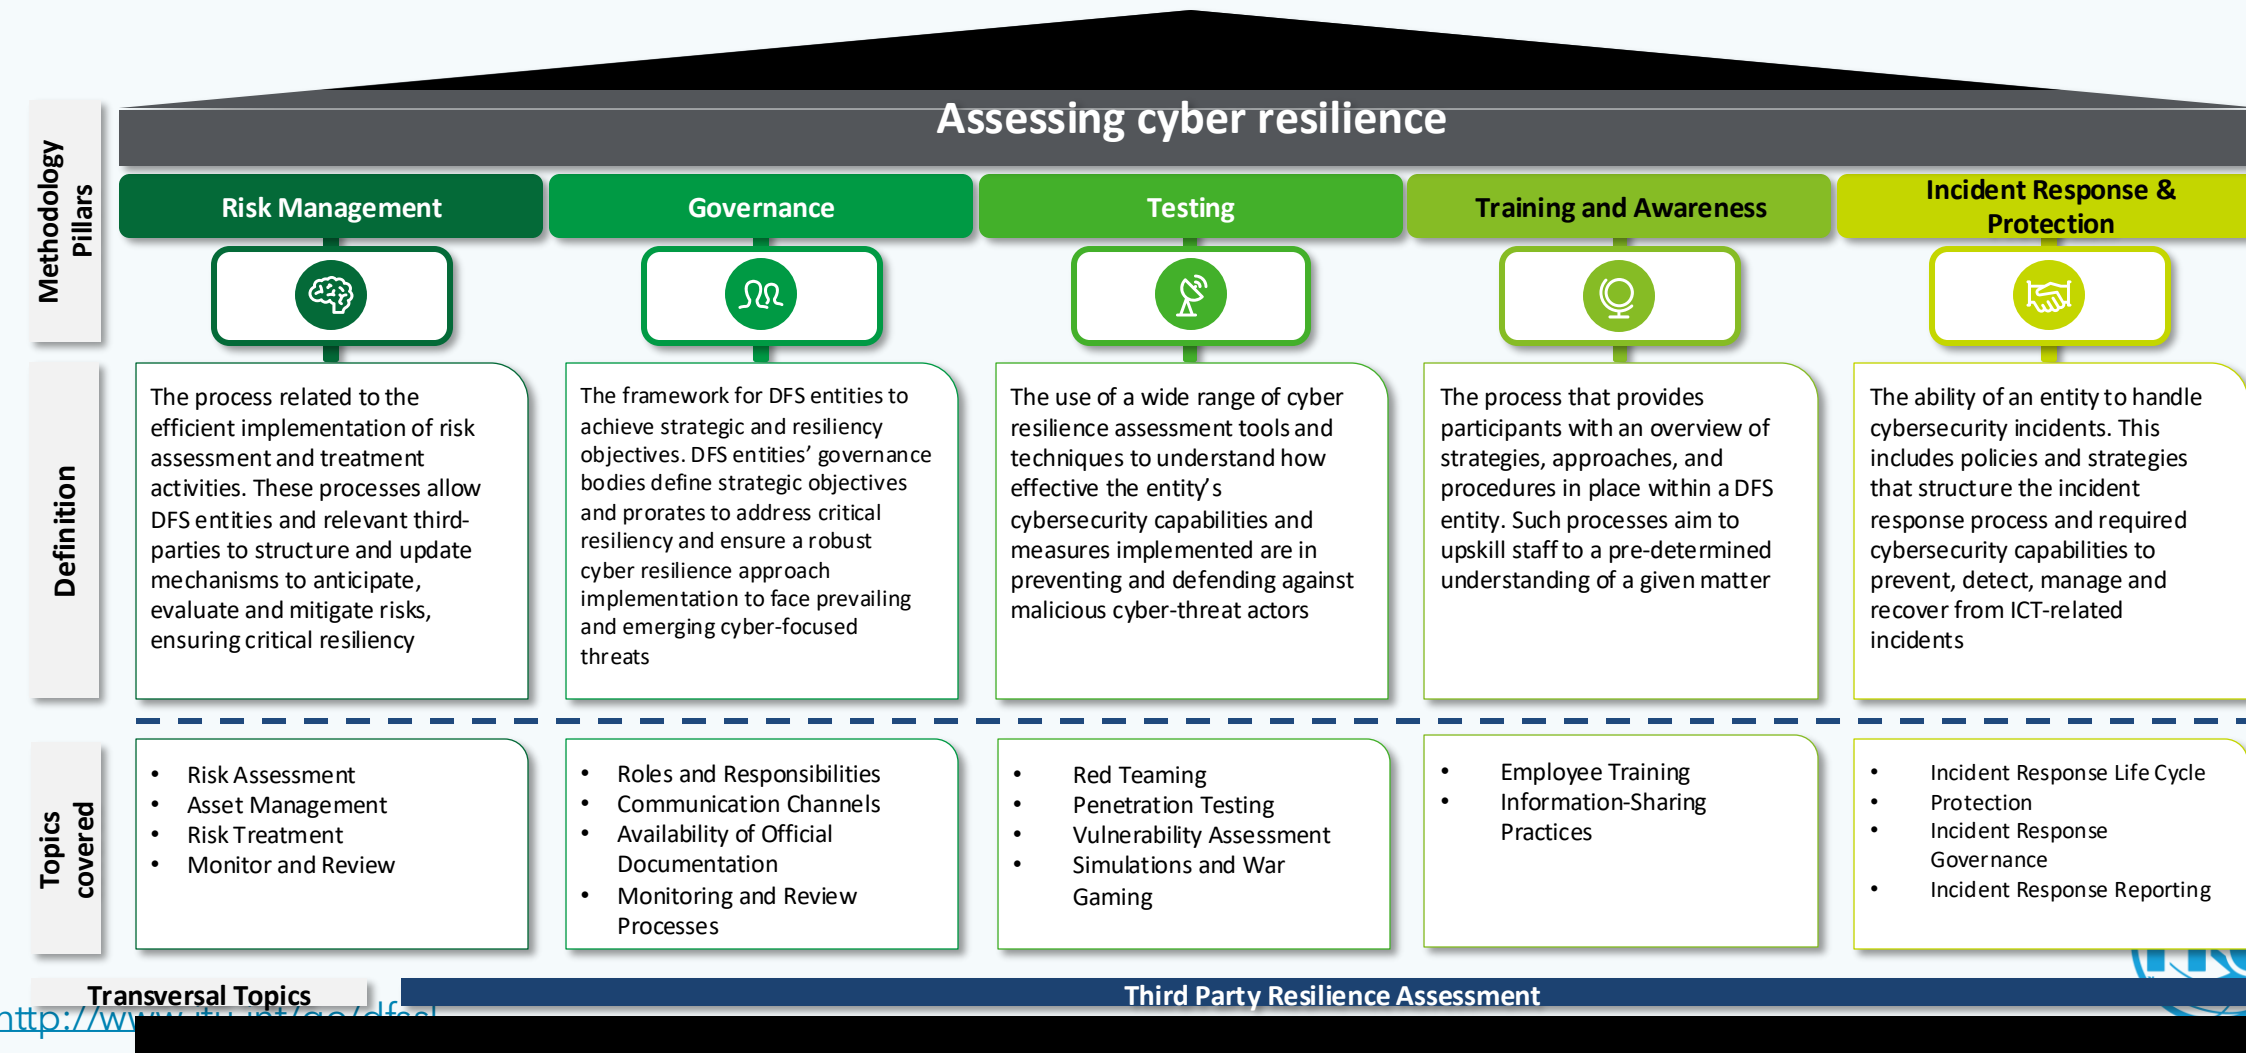 Assessing cyber resilience
Methodology
Pillars
Risk Management
Governance
Testing
Training and Awareness
Incident Response &
Protection
Definition
The process related to the
efficient implementation of risk
assessment and treatment
activities. These processes allow
DFS entities and relevant third-
parties to structure and update
mechanisms to anticipate,
evaluate and mitigate risks,
ensuring critical resiliency
The framework for DFS entities to
achieve strategic and resiliency
objectives. DFS entities’ governance
bodies define strategic objectives
and prorates to address critical
resiliency and ensure a robust
cyber resilience approach
implementation to face prevailing
and emerging cyber-focused
threats
The use of a wide range of cyber
resilience assessment tools and
techniques to understand how
effective the entity’s
cybersecurity capabilities and
measures implemented are in
preventing and defending against
malicious cyber-threat actors
The process that provides
participants with an overview of
strategies, approaches, and
procedures in place within a DFS
entity. Such processes aim to
upskill staff to a pre-determined
understanding of a given matter
The ability of an entity to handle
cybersecurity incidents. This
includes policies and strategies
that structure the incident
response process and required
cybersecurity capabilities to
prevent, detect, manage and
recover from ICT-related
incidents
Topics
covered
• Risk Assessment
• Asset Management
• Risk Treatment
• Monitor and Review
• Roles and Responsibilities
• Communication Channels
• Availability of Official
Documentation
• Monitoring and Review
Processes
• Red Teaming
• Penetration Testing
• Vulnerability Assessment
• Simulations and War
Gaming
• Employee Training
• Information-Sharing
Practices
• Incident Response Life Cycle
• Protection
• Incident Response
Governance
• Incident Response Reporting
Transversal Topics
Third Party Resilience Assessment
http://www.itu.int/go/dfssl